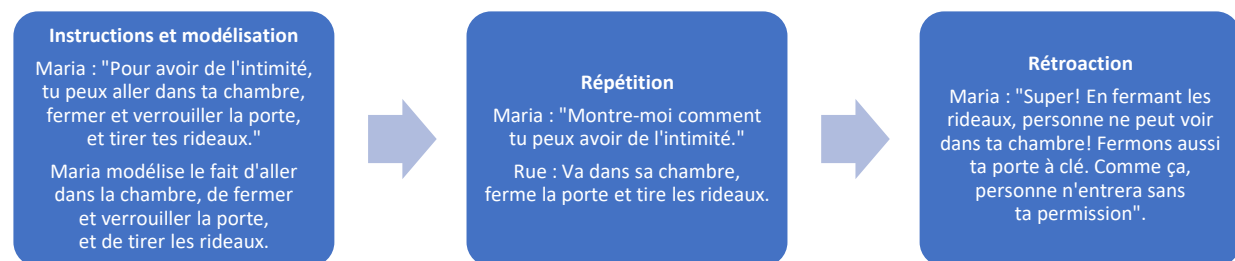 Instructions et modélisation
Maria : "Pour avoir de l'intimité,
tu peux aller dans ta chambre,
fermer et verrouiller la porte,
et tirer tes rideaux."
Maria modélise le fait d'aller
dans la chambre, de fermer
et verrouiller la porte,
et de tirer les rideaux.
Répétition
Maria : "Montre-moi comment
tu peux avoir de l'intimité."
Rue : Va dans sa chambre,
ferme la porte et tire les rideaux.
Rétroaction
Maria : "Super! En fermant les
rideaux, personne ne peut voir
dans ta chambre! Fermons aussi
ta porte à clé. Comme ça,
personne n'entrera sans
ta permission".